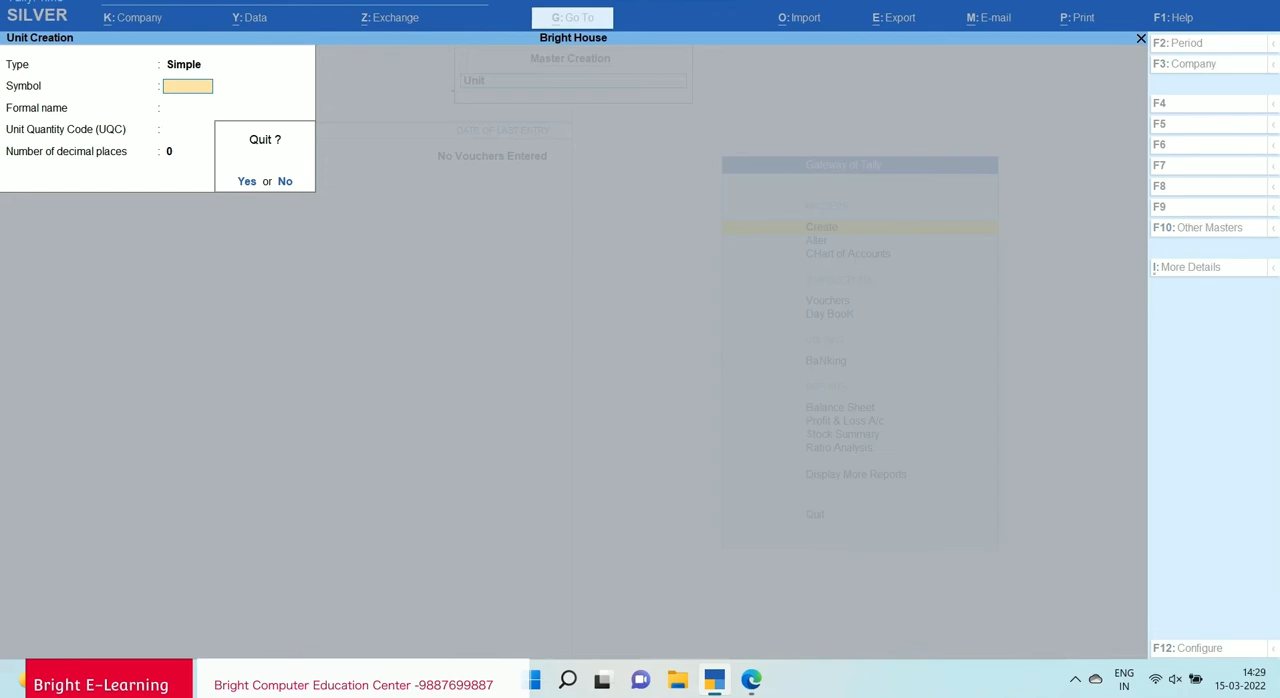 SILVER
K: Company
Y: Data
Z: Exchange
G: Go To
O: Import
E: Export
M: E-mail
P: Print
F1: Help
Unit Creation
Bright House
Type : Simple
Symbol :
Formal name :
Unit Quantity Code (UQC) :
Number of decimal places : 0
Quit ?
Yes or No
Master Creation
Unit
DATE OF LAST ENTRY
No Vouchers Entered
Gateway of Tally
Create
Alter
CHart of Accounts
Vouchers
Day BooK
BaNking
Balance Sheet
Profit & Loss A/c
Stock Summary
Ratio Analysis
Display More Reports
Quit
F2: Period
F3: Company
F4
F5
F6
F7
F8
F9
F10: Other Masters
I: More Details
F12: Configure
Bright E-Learning
Bright Computer Education Center -9887699887
ENG
IN
14:29
15-03-2022